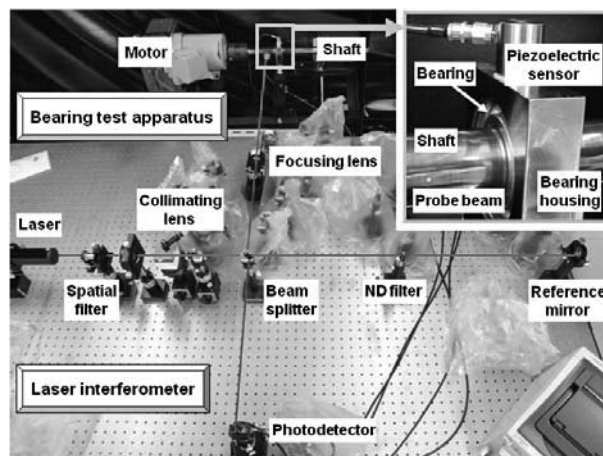 Motor
Shaft
Bearing test apparatus
Piezoelectric
sensor
Bearing
Shaft
Probe beam
Bearing
housing
Focusing lens
Collimating
lens
Laser
Spatial
filter
Beam
splitter
ND filter
Reference
mirror
Laser interferometer
Photodetector